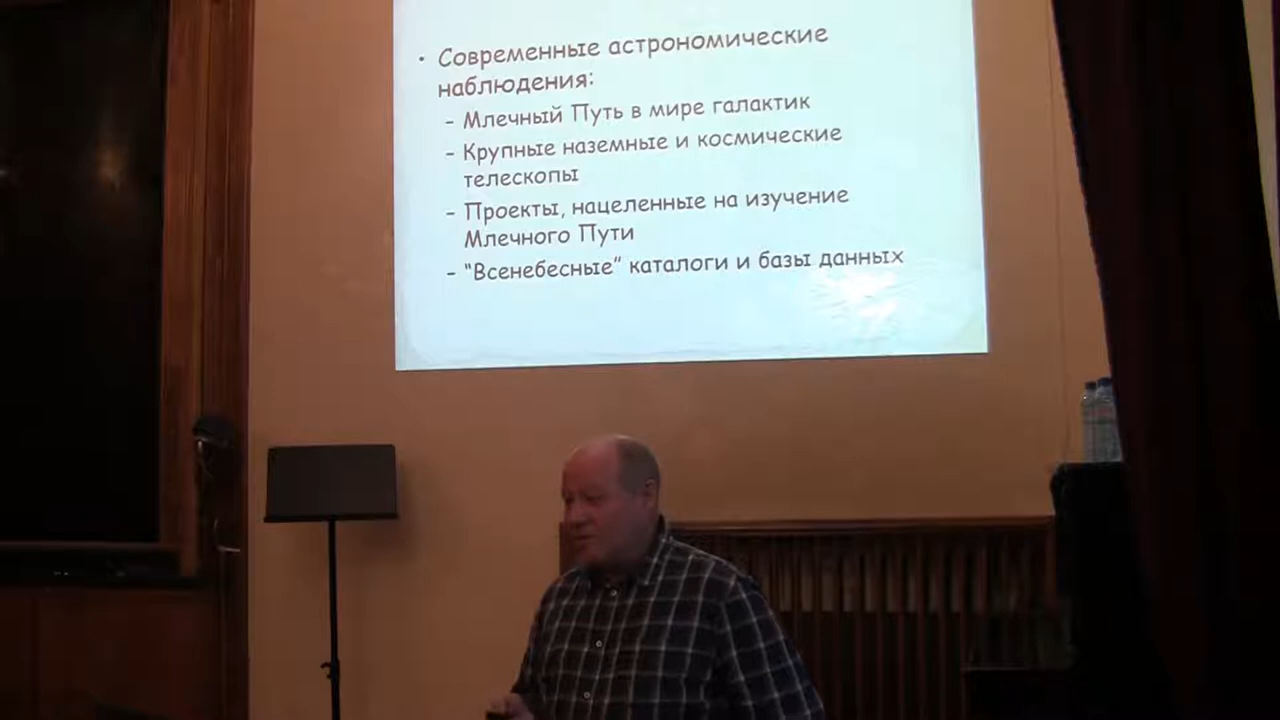 • Современные астрономические
наблюдения:
- Млечный Путь в мире галактик
- Крупные наземные и космические
телескопы
- Проекты, нацеленные на изучение
Млечного Пути
- “Всенебесные” каталоги и базы данных